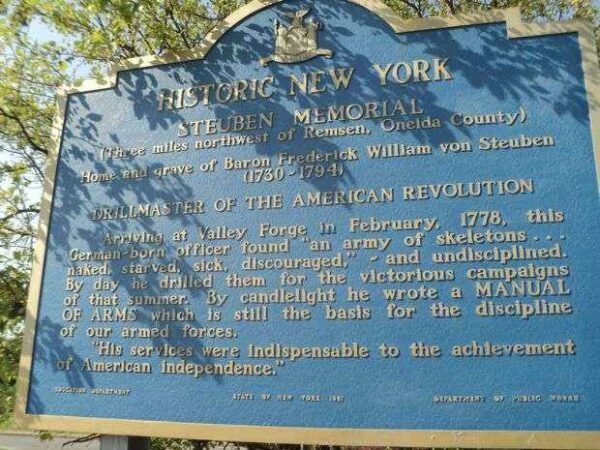 HISTORIC NEW YORK
STEUBEN MEMORIAL
(Three miles northwest of Remsen, Oneida County)
Home and grave of Baron Frederick William von Steuben
(1730-1794)
DRILLMASTER OF THE AMERICAN REVOLUTION
Arriving at Valley Forge in February, 1778, this
German-born officer found "an army of skeletons . . .
naked, starved, sick, discouraged," - and undisciplined.
By day he drilled them for the victorious campaigns
of that summer. By candlelight he wrote a MANUAL
OF ARMS which is still the basis for the discipline
of our armed forces.
"His services were indispensable to the achievement
of American independence."
EDUCATION DEPARTMENT
STATE OF NEW YORK 1961
DEPARTMENT OF PUBLIC WORKS